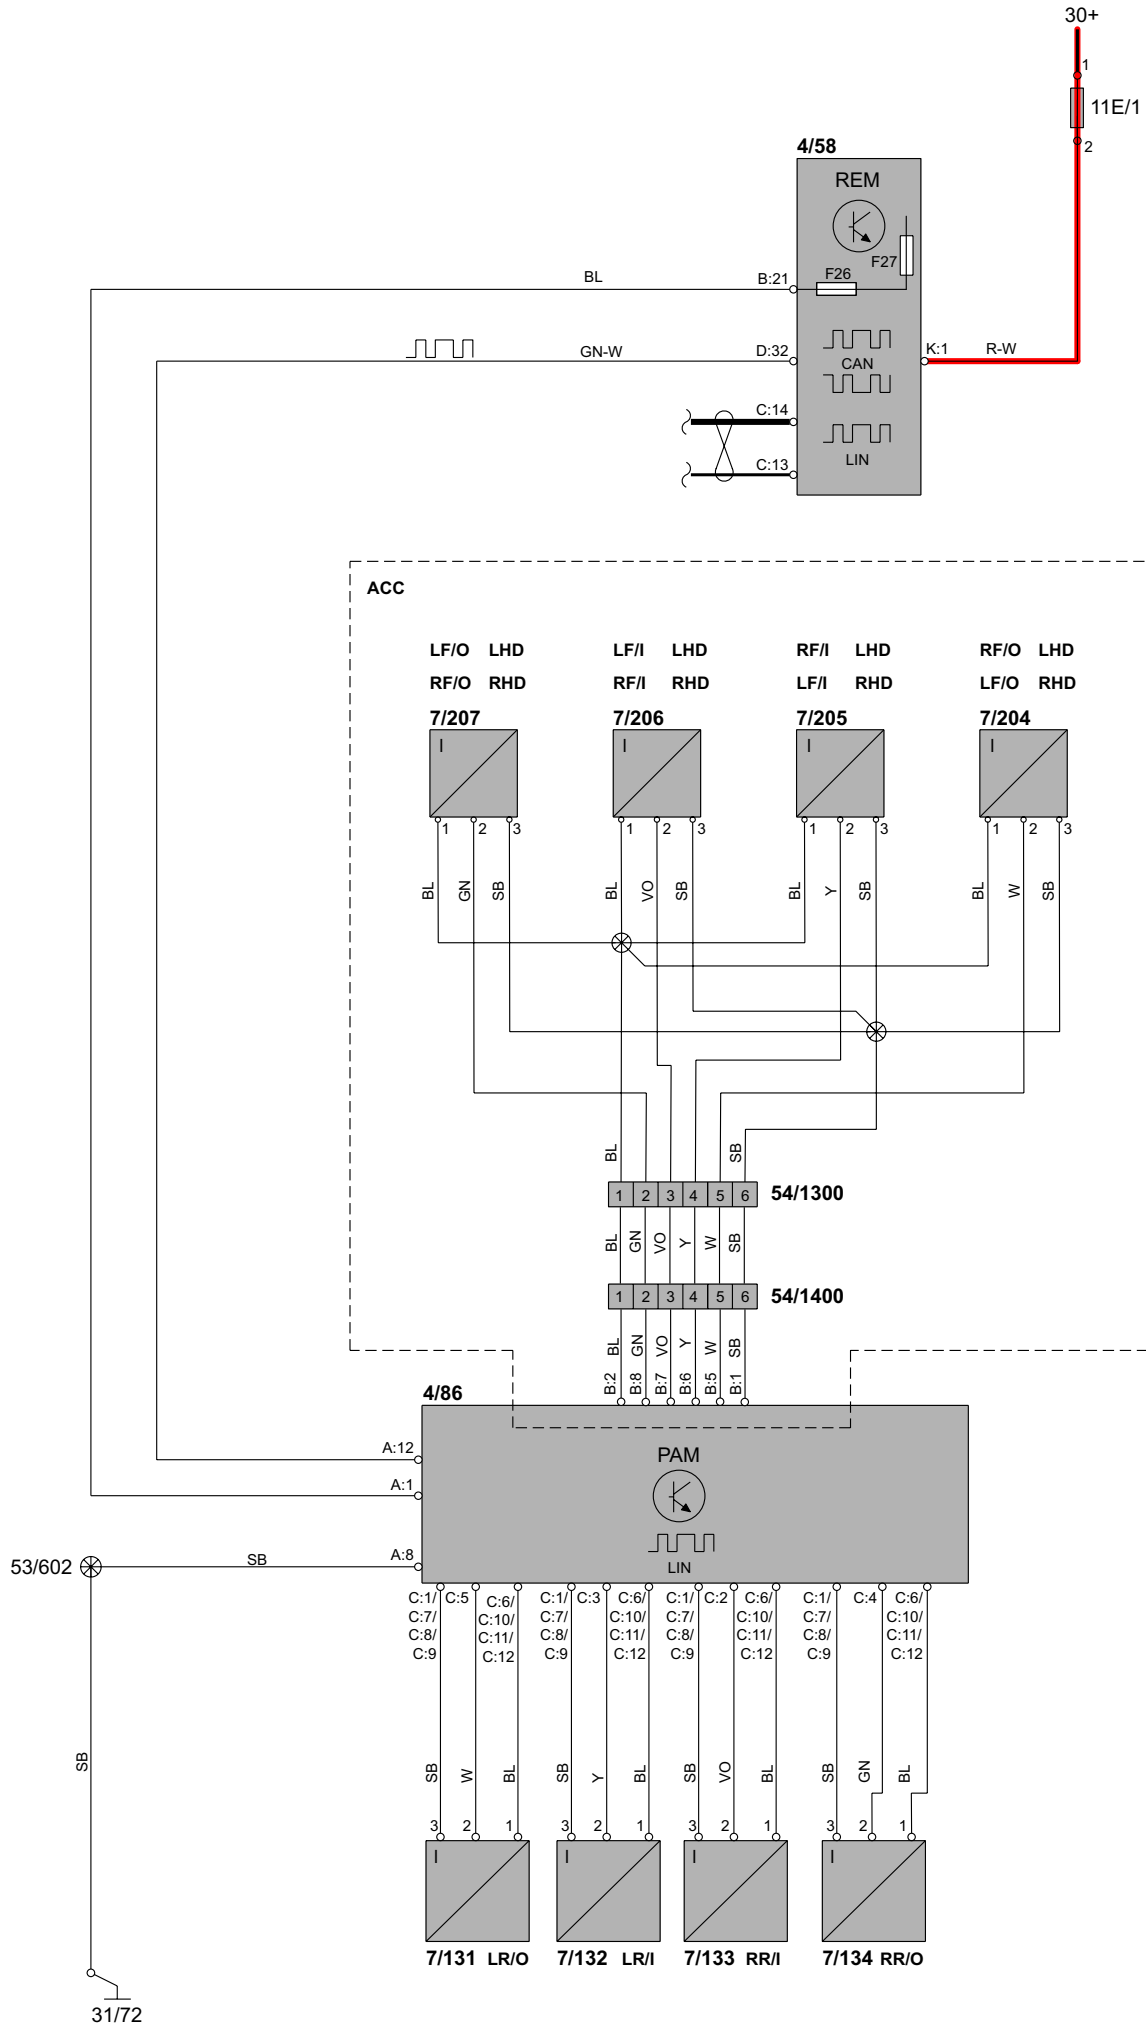 30+
1
11E/1
2
4/58
REM
F27
F26
BL
B:21
GN-W
D:32
CAN
K:1
R-W
C:14
C:13
LIN
ACC
LF/O LHD
RF/O RHD
7/207
LF/I LHD
RF/I RHD
7/206
RF/I LHD
LF/I RHD
7/205
RF/O LHD
LF/O RHD
7/204
I
I
I
I
1 2 3
1 2 3
1 2 3
1 2 3
BL GN SB
BL VO SB
BL Y SB
BL W SB
BL SB
1 2 3 4 5 6
54/1300
BL GN VO Y W SB
1 2 3 4 5 6
54/1400
BL GN VO Y W SB
B:2 B:8 B:7 B:6 B:5 B:1
4/86
A:12
PAM
A:1
53/602
SB
A:8
LIN
C:1/
C:7/
C:8/
C:9
C:5
C:6/
C:10/
C:11/
C:12
C:1/
C:7/
C:8/
C:9
C:3
C:6/
C:10/
C:11/
C:12
C:1/
C:7/
C:8/
C:9
C:2
C:6/
C:10/
C:11/
C:12
C:1/
C:7/
C:8/
C:9
C:4
C:6/
C:10/
C:11/
C:12
SB
SB W BL
SB Y BL
SB VO BL
SB GN BL
3 2 1
3 2 1
3 2 1
3 2 1
I
I
I
I
7/131 LR/O
7/132 LR/I
7/133 RR/I
7/134 RR/O
31/72